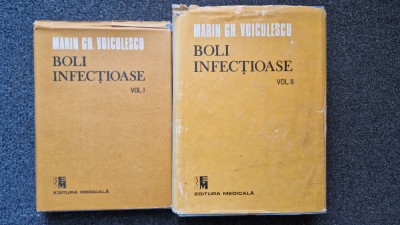 MARIN GH. VOICULESCU
BOLI
INFECȚIOASE
VOL. I
EDITURA MEDICALĂ
MARIN GH. VOICULESCU
BOLI
INFECȚIOASE
VOL. II
EDITURA MEDICALĂ